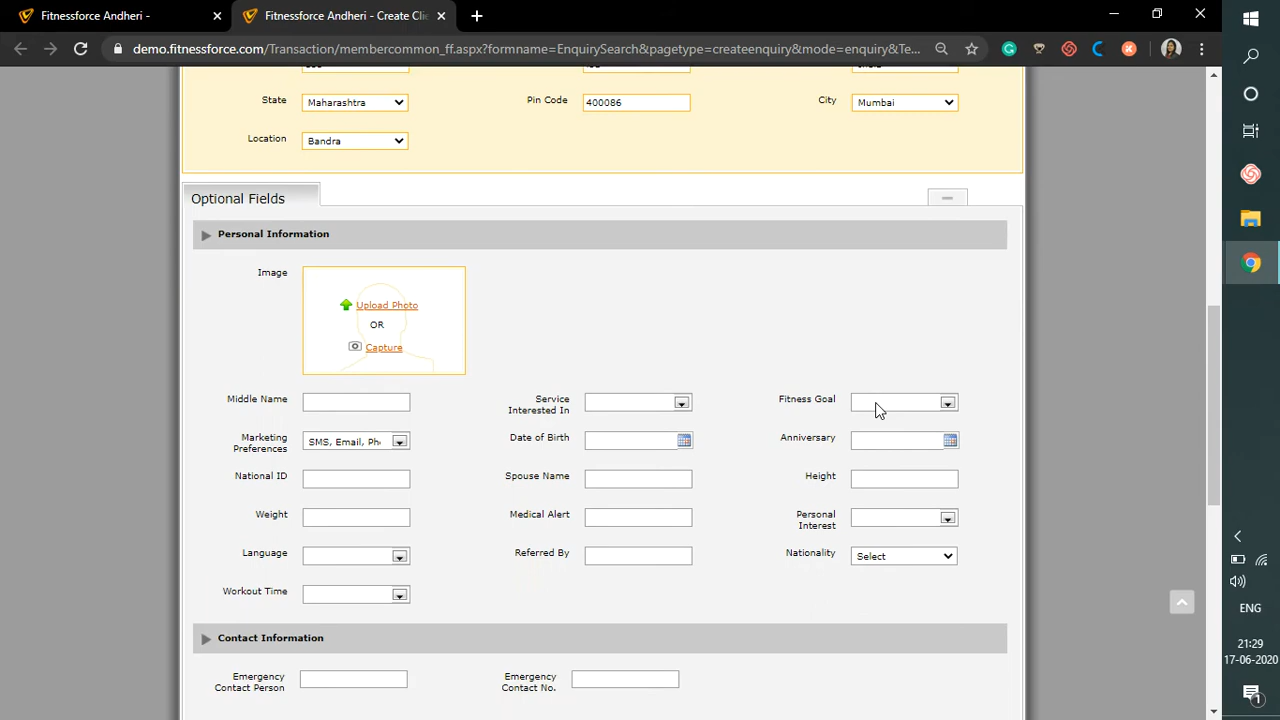 Fitnessforce Andheri -
Fitnessforce Andheri - Create Clie
demo.fitnessforce.com/Transaction/membercommon_ff.aspx?formname=EnquirySearch&pagetype=createenquiry&mode=enquiry&Te...
State Maharashtra Pin Code 400086 City Mumbai
Location Bandra
Optional Fields
Personal Information
Image
Upload Photo
OR
Capture
Middle Name Service Interested In Fitness Goal
Marketing Preferences SMS, Email, Ph Date of Birth Anniversary
National ID Spouse Name Height
Weight Medical Alert Personal Interest
Language Referred By Nationality Select
Workout Time
Contact Information
Emergency Contact Person Emergency Contact No.
ENG
21:29
17-06-2020
1